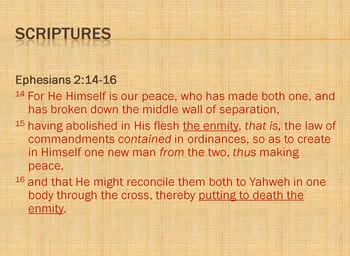 SCRIPTURES
Ephesians 2:14-16
14 For He Himself is our peace, who has made both one, and
has broken down the middle wall of separation,
15 having abolished in His flesh the enmity, that is, the law of
commandments contained in ordinances, so as to create
in Himself one new man from the two, thus making
peace,
16 and that He might reconcile them both to Yahweh in one
body through the cross, thereby putting to death the
enmity.